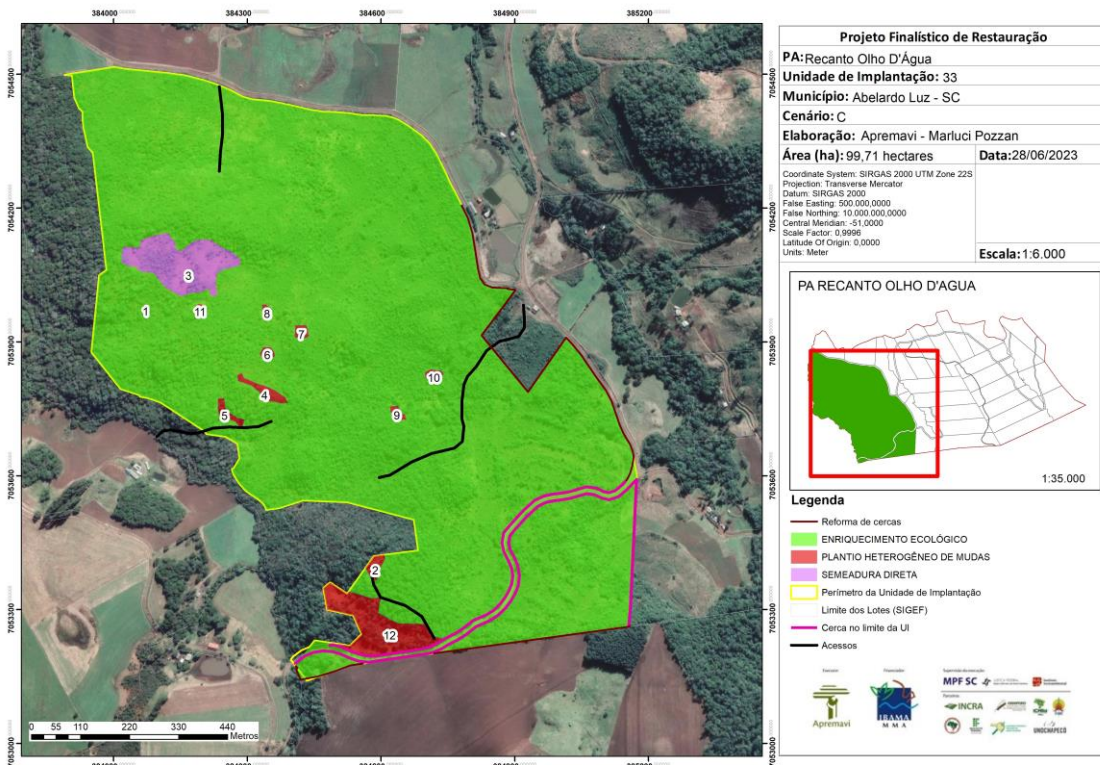 384000 384300 384600 384900 385200
7054500
7054200
7053900
7053600
7053300
7053000
3
1
11
8
7
6
4
5
10
9
2
12
0 55 110 220 330 440
Metros
Projeto Finalístico de Restauração
PA:Recanto Olho D'Água
Unidade de Implantação: 33
Município: Abelardo Luz - SC
Cenário: C
Elaboração: Apremavi - Marluci Pozzan
Área (ha): 99,71 hectares
Data:28/06/2023
Coordinate System: SIRGAS 2000 UTM Zone 22S
Projection: Transverse Mercator
Datum: SIRGAS 2000
False Easting: 500.000,0000
False Northing: 10.000.000,0000
Central Meridian: -51,0000
Scale Factor: 0,9996
Latitude Of Origin: 0,0000
Units: Meter
Escala:1:6.000
PA RECANTO OLHO D'AGUA
1:35.000
Legenda
Reforma de cercas
ENRIQUECIMENTO ECOLÓGICO
PLANTIO HETEROGÊNEO DE MUDAS
SEMEADURA DIRETA
Perímetro da Unidade de Implantação
Limite dos Lotes (SIGEF)
Cerca no limite da UI
Acessos
Apremavi
IBAMA
MMA
MPF SC
INCRA
UNOCHAPECÓ